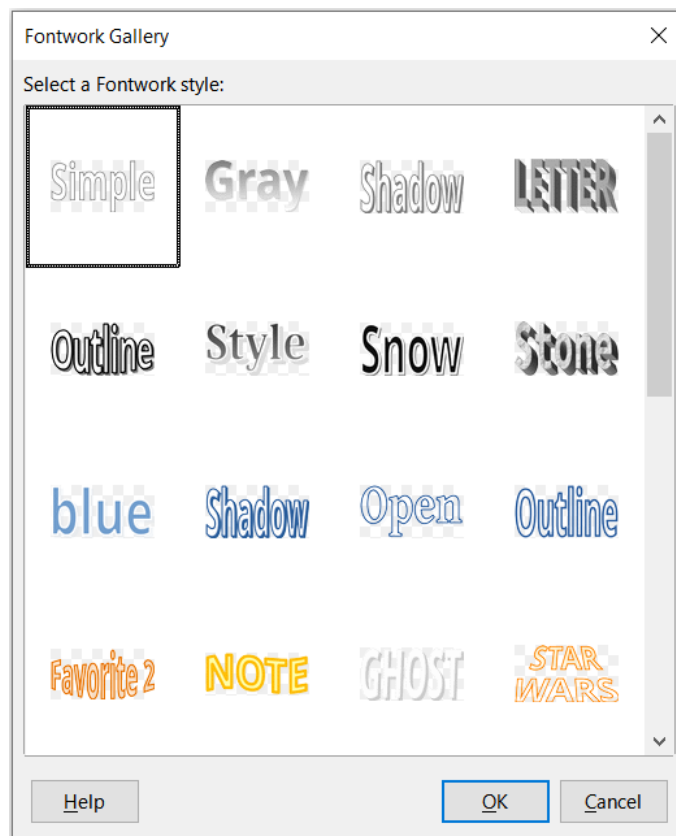 Fontwork Gallery
Select a Fontwork style:
Simple Gray Shadow LETTER
Outline Style Snow Stone
blue Shadow Open Outline
Favorite 2 NOTE GHOST STAR
WARS
Help OK Cancel